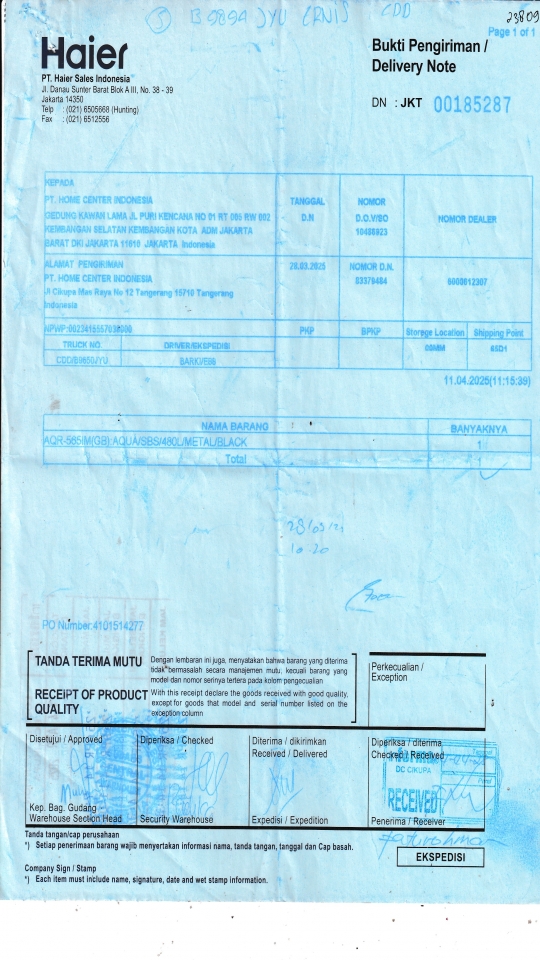 5 B 9894 JYU ERNIS CDD
23809
Page 1 of 1
Haier
Bukti Pengiriman /
Delivery Note
PT. Haier Sales Indonesia
Jl. Danau Sunter Barat Blok A III, No. 38 - 39
Jakarta 14350
Telp : (021) 6505668 (Hunting)
Fax : (021) 6512556
DN : JKT 00185287
KEPADA
PT. HOME CENTER INDONESIA
GEDUNG KAWAN LAMA JL PURI KENCANA NO 01 RT 005 RW 002
KEMBANGAN SELATAN KEMBANGAN KOTA ADM JAKARTA
BARAT DKI JAKARTA 11610 JAKARTA Indonesia
TANGGAL
D.N
NOMOR
D.O.V/SO
10486923
NOMOR DEALER
ALAMAT PENGIRIMAN
PT. HOME CENTER INDONESIA
Jl Cikupa Mas Raya No 12 Tangerang 15710 Tangerang
Indonesia
28.03.2025
NOMOR D.N.
83379484
NPWP:
PKP
BPKP
Storage Location
Shipping Point
TRUCK NO
DRIVER/EKSPEDISI
CDD/B9650JYU
BARKI/E88
11.04.2025(11:15:39)
NAMA BARANG
BANYAKNYA
AQR-565IM(GB):AQUA/SBS/480L/METAL/BLACK
1
Total
1
10.20
PO Number:4101514277
TANDA TERIMA MUTU
Dengan lembaran ini juga, menyatakan bahwa barang yang diterima
tidak bermasalah secara manajemen mutu, kecuali barang yang
model dan nomor serinya tertera pada kolom pengecualian
RECEIPT OF PRODUCT
QUALITY
With this receipt declare the goods received with good quality,
except for goods that model and serial number listed on the
exception column
Perkecualian /
Exception
Disetujui / Approved
Diperiksa / Checked
Diterima / dikirimkan
Received / Delivered
Diperiksa / diterima
Checked / Received
DC CIKUPA
RECEIVED
Kep. Bag. Gudang
Warehouse Section Head
Security Warehouse
Expedisi / Expedition
Penerima / Receiver
Tanda tangan/cap perusahaan
*) Setiap penerimaan barang wajib menyertakan informasi nama, tanda tangan, tanggal dan Cap basah.
EKSPEDISI
Company Sign / Stamp
*) Each item must include name, signature, date and wet stamp information.